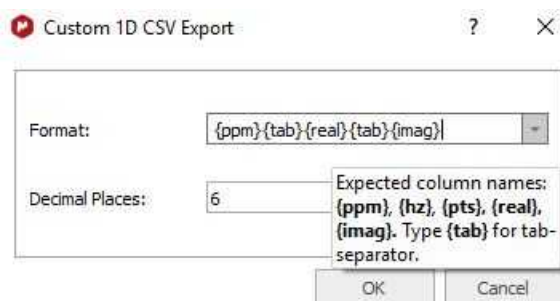 Custom 1D CSV Export ?
Format: {ppm}{tab}{real}{tab}{imag}
Decimal Places: 6
Expected column names:
{ppm}, {hz}, {pts}, {real},
{imag}. Type {tab} for tab-
separator.
OK Cancel